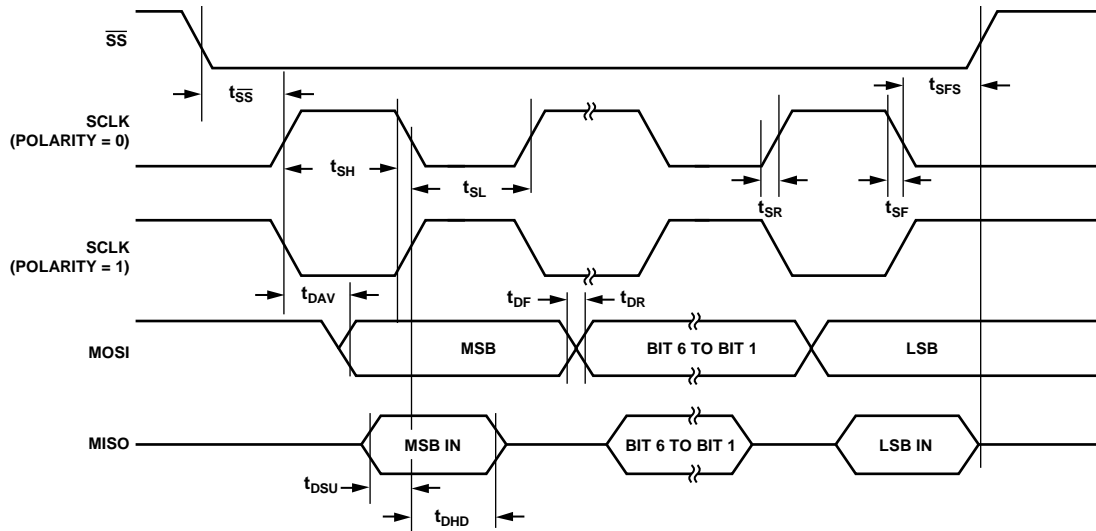 SS
tSS
tSFS
SCLK
(POLARITY = 0)
tSH
tSL
tSR
tSF
SCLK
(POLARITY = 1)
tDAV
tDF
tDR
MOSI
MSB
BIT 6 TO BIT 1
LSB
MISO
MSB IN
BIT 6 TO BIT 1
LSB IN
tDSU
tDHD